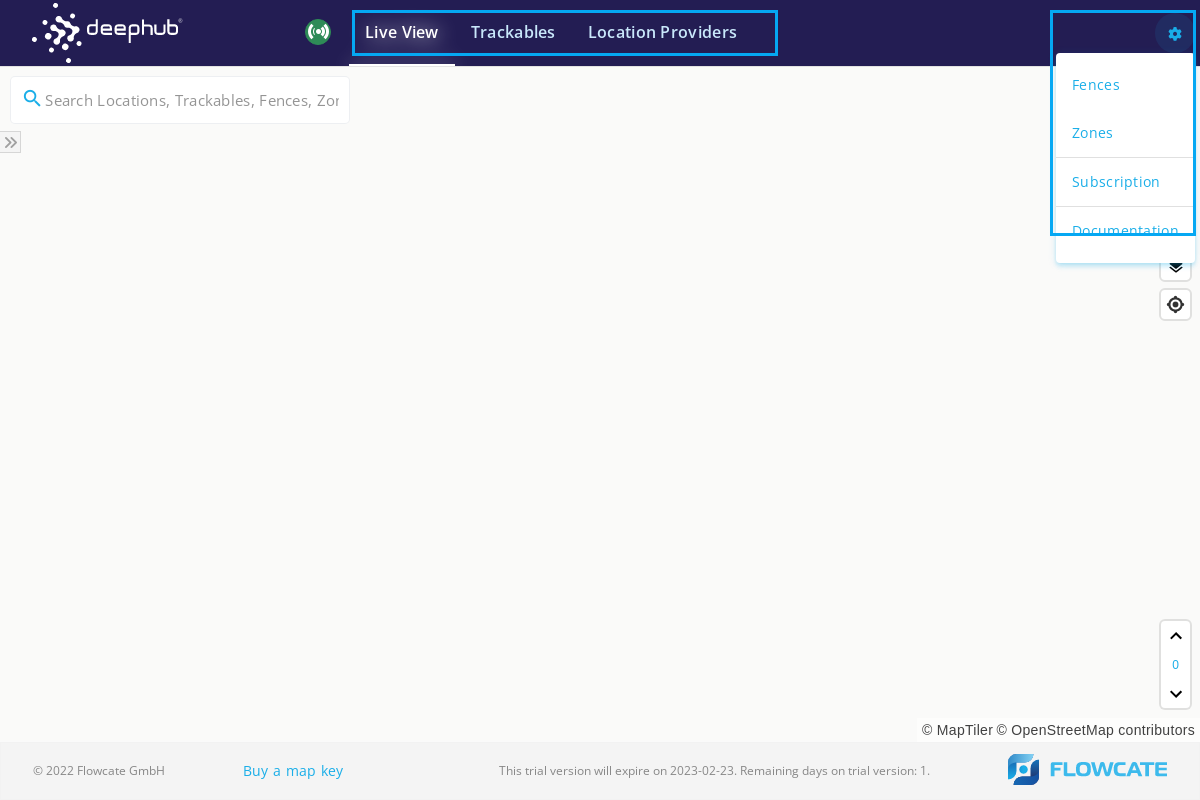 deephub®
Live View Trackables Location Providers
Search Locations, Trackables, Fences, Zon
Fences
Zones
Subscription
Documentation
0
© MapTiler © OpenStreetMap contributors
© 2022 Flowcate GmbH Buy a map key This trial version will expire on 2023-02-23. Remaining days on trial version: 1. FLOWCATE